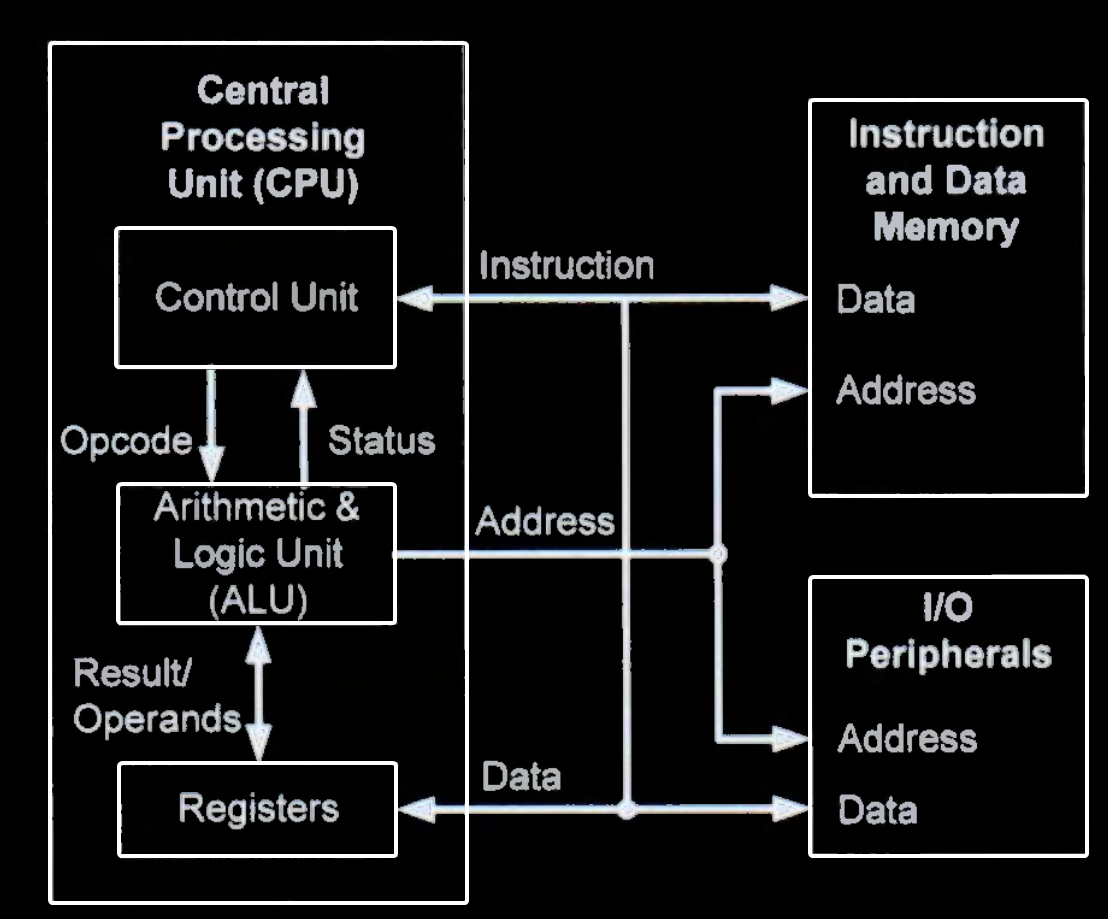 Central
Processing
Unit (CPU)
Control Unit
Opcode
Status
Arithmetic &
Logic Unit
(ALU)
Result/
Operands
Registers
Instruction
Address
Data
Instruction
and Data
Memory
Data
Address
I/O
Peripherals
Address
Data